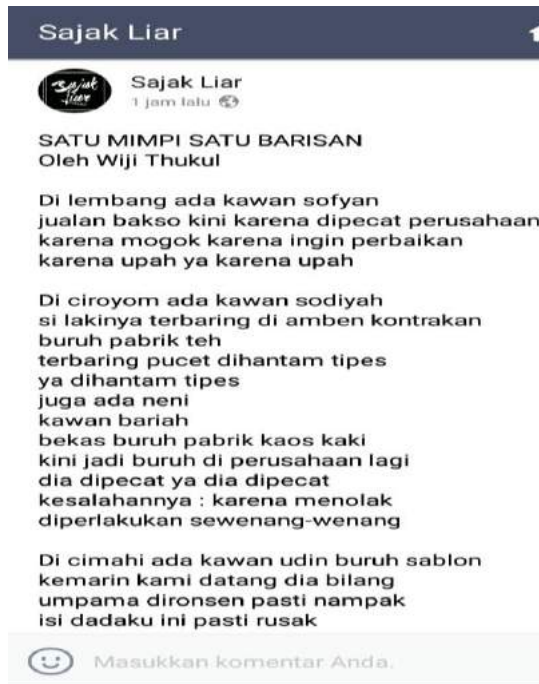 Sajak Liar
Sajak liar
Sajak Liar
1 jam lalu
SATU MIMPI SATU BARISAN
Oleh Wiji Thukul
Di lembang ada kawan sofyan
jualan bakso kini karena dipecat perusahaan
karena mogok karena ingin perbaikan
karena upah ya karena upah
Di ciroyom ada kawan sodiyah
si lakinya terbaring di amben kontrakan
buruh pabrik teh
terbaring pucet dihantam tipes
ya dihantam tipes
juga ada neni
kawan bariah
bekas buruh pabrik kaos kaki
kini jadi buruh di perusahaan lagi
dia dipecat ya dia dipecat
kesalahannya : karena menolak
diperlakukan sewenang-wenang
Di cimahi ada kawan udin buruh sablon
kemarin kami datang dia bilang
umpama dironsen pasti nampak
isi dadaku ini pasti rusak
Masukkan komentar Anda.